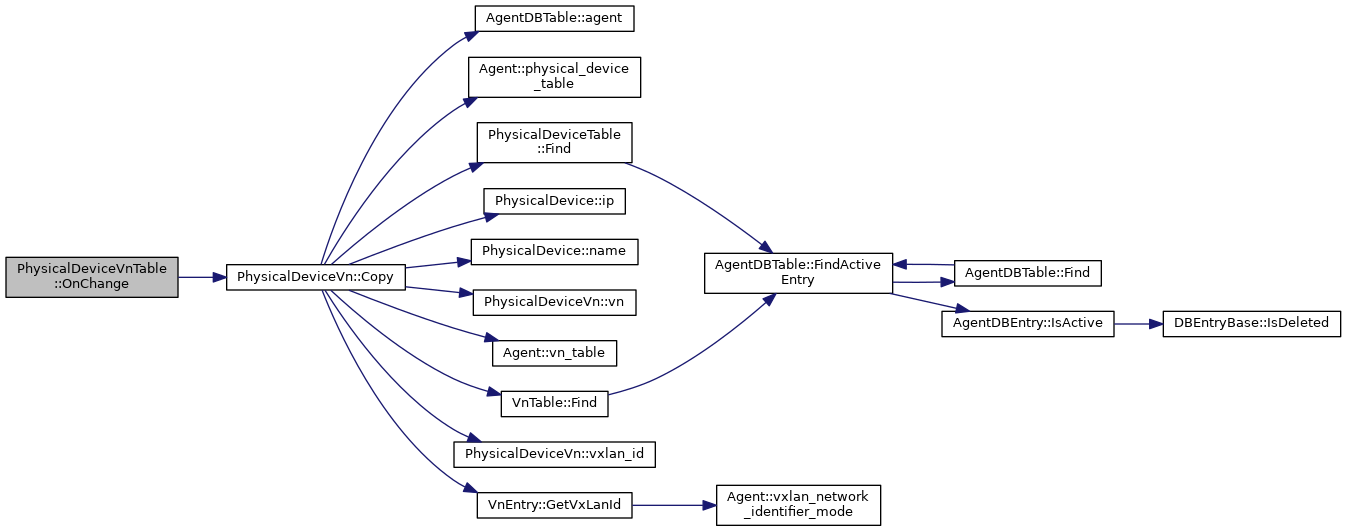 PhysicalDeviceVnTable
::OnChange
PhysicalDeviceVn::Copy
AgentDBTable::agent
Agent::physical_device
_table
PhysicalDeviceTable
::Find
PhysicalDevice::ip
PhysicalDevice::name
PhysicalDeviceVn::vn
Agent::vn_table
VnTable::Find
PhysicalDeviceVn::vxlan_id
VnEntry::GetVxLanId
AgentDBTable::FindActive
Entry
Agent::vxlan_network
_identifier_mode
AgentDBTable::Find
AgentDBEntry::IsActive
DBEntryBase::IsDeleted